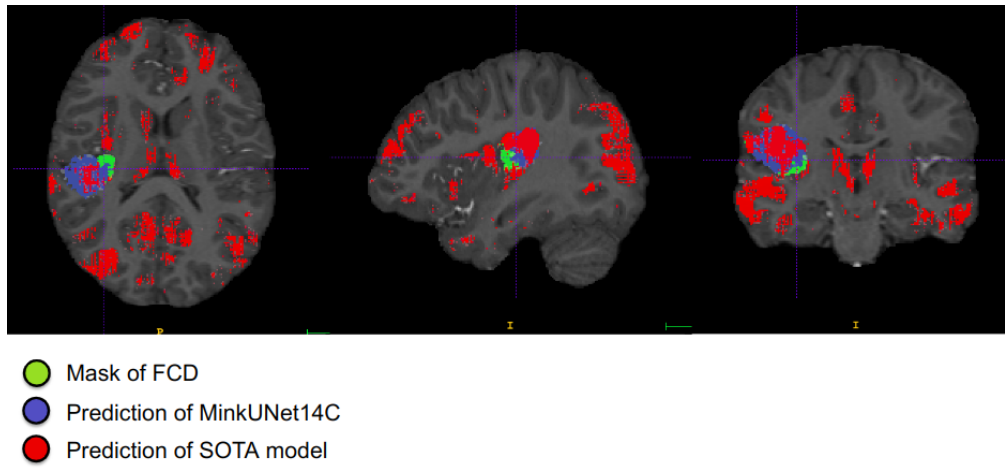 P
I
I
Mask of FCD
Prediction of MinkUNet14C
Prediction of SOTA model